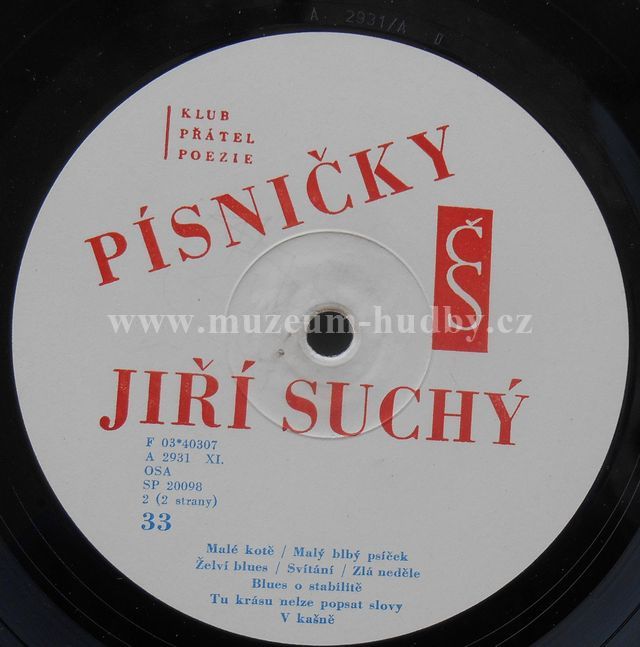 A 2931/A
KLUB
PŘÁTEL
POEZIE
PÍSNIČKY
ČS
www.muzeum-hudby.cz
JIŘÍ SUCHÝ
F 03*40307
A 2931 XI.
OSA
SP 20098
2 (2 strany)
33
Malé kotě / Malý blbý psíček
Želví blues / Svítání / Zlá neděle
Blues o stabilitě
Tu krásu nelze popsat slovy
V kašně